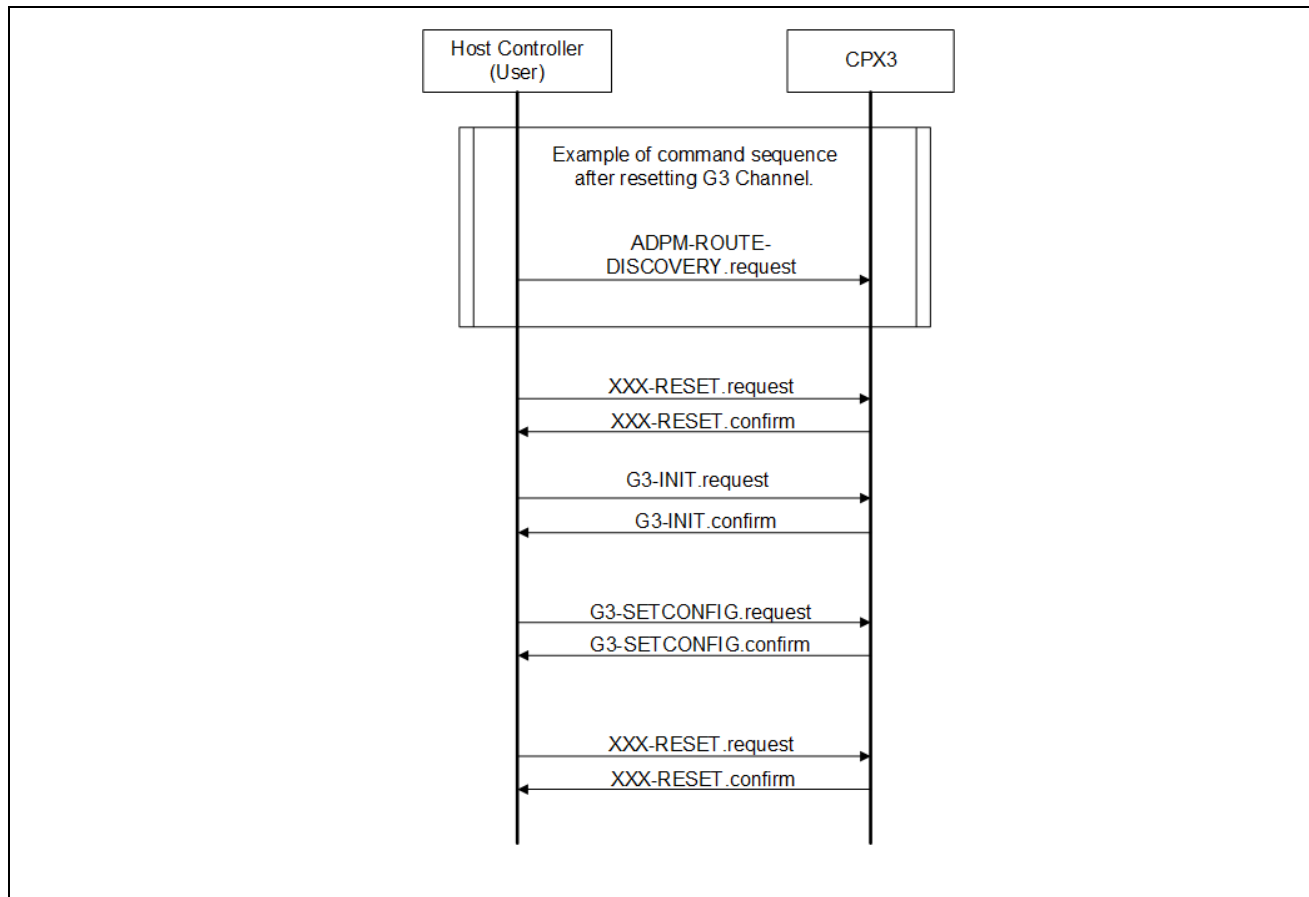 Host Controller
(User)
CPX3
Example of command sequence
after resetting G3 Channel.
ADPM-ROUTE-
DISCOVERY.request
XXX-RESET.request
XXX-RESET.confirm
G3-INIT.request
G3-INIT.confirm
G3-SETCONFIG.request
G3-SETCONFIG.confirm
XXX-RESET.request
XXX-RESET.confirm